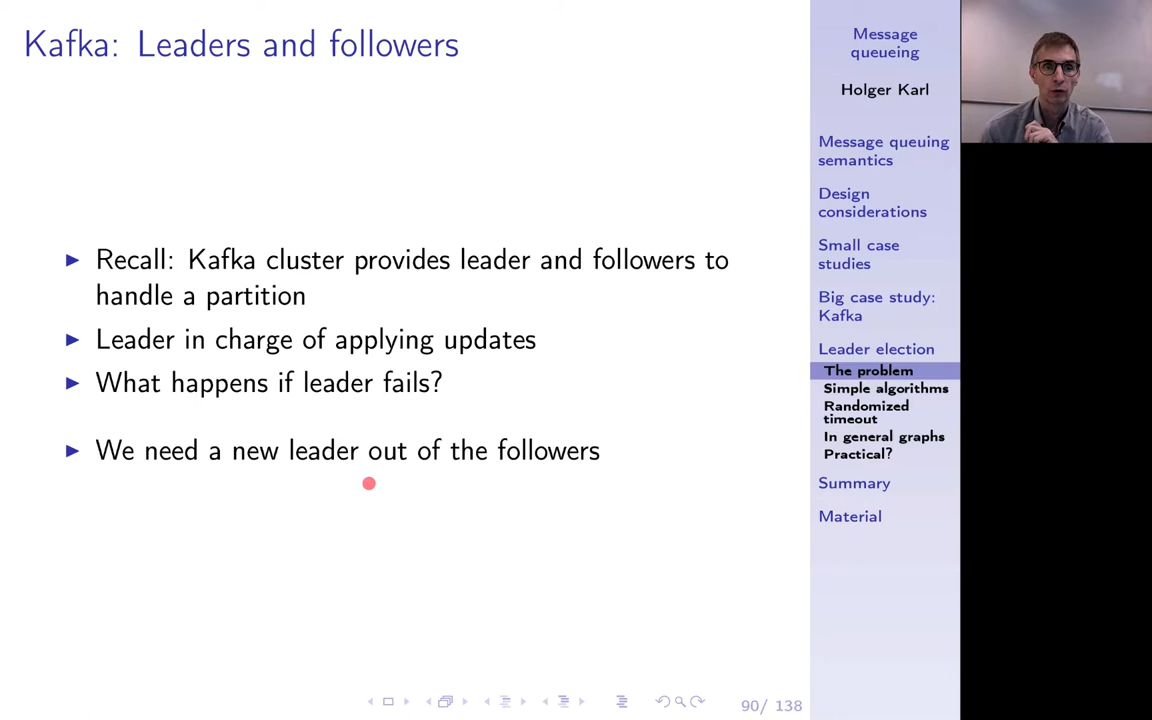 Kafka: Leaders and followers
Recall: Kafka cluster provides leader and followers to
handle a partition
Leader in charge of applying updates
What happens if leader fails?
We need a new leader out of the followers
90/ 138
Message
queueing
Holger Karl
Message queuing
semantics
Design
considerations
Small case
studies
Big case study:
Kafka
Leader election
The problem
Simple algorithms
Randomized
timeout
In general graphs
Practical?
Summary
Material